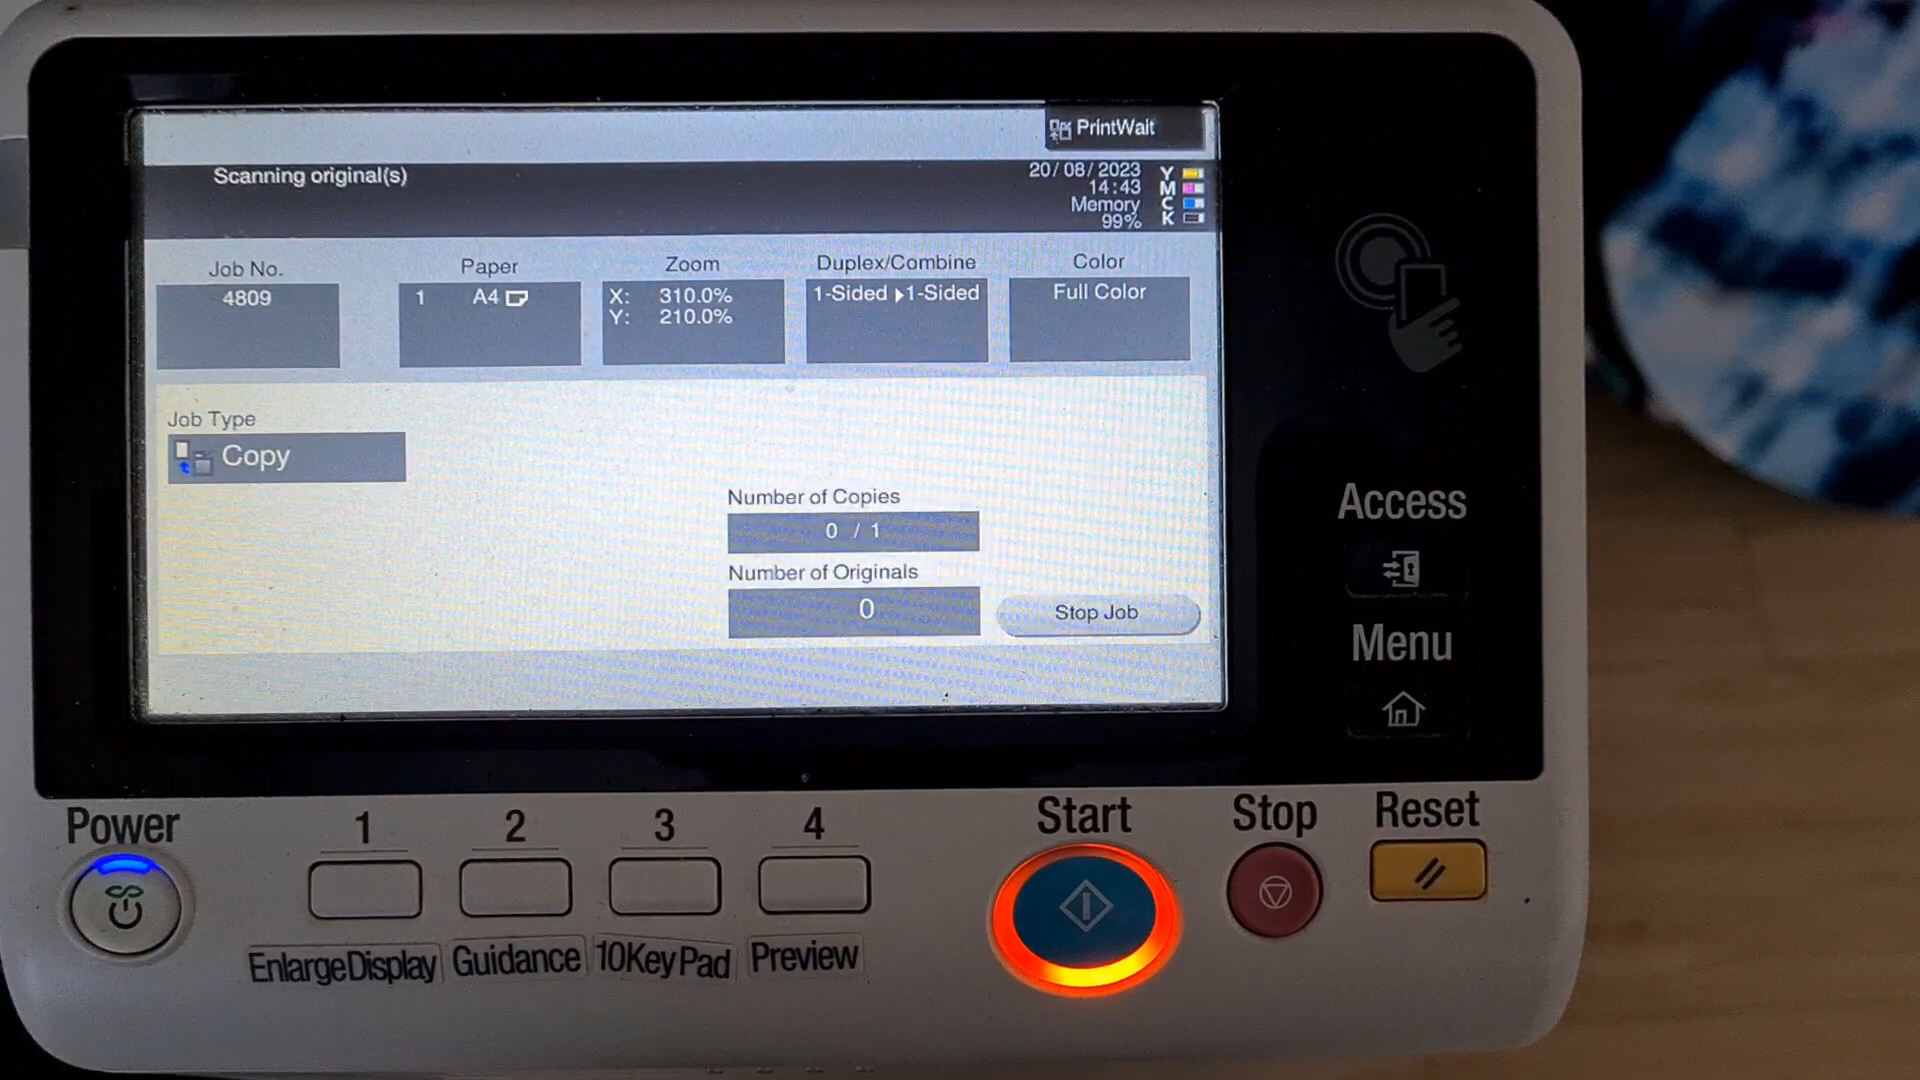 PrintWait
Scanning original(s)
20/08/2023
14:43
Memory
99%
Y
M
C
K
Job No.
4809
Paper
1 A4
Zoom
X: 310.0%
Y: 210.0%
Duplex/Combine
1-Sided ▶1-Sided
Color
Full Color
Job Type
Copy
Number of Copies
0 / 1
Number of Originals
0
Stop Job
Access
Menu
Power
1
2
3
4
Start
Stop
Reset
EnlargeDisplay
Guidance
10Key Pad
Preview